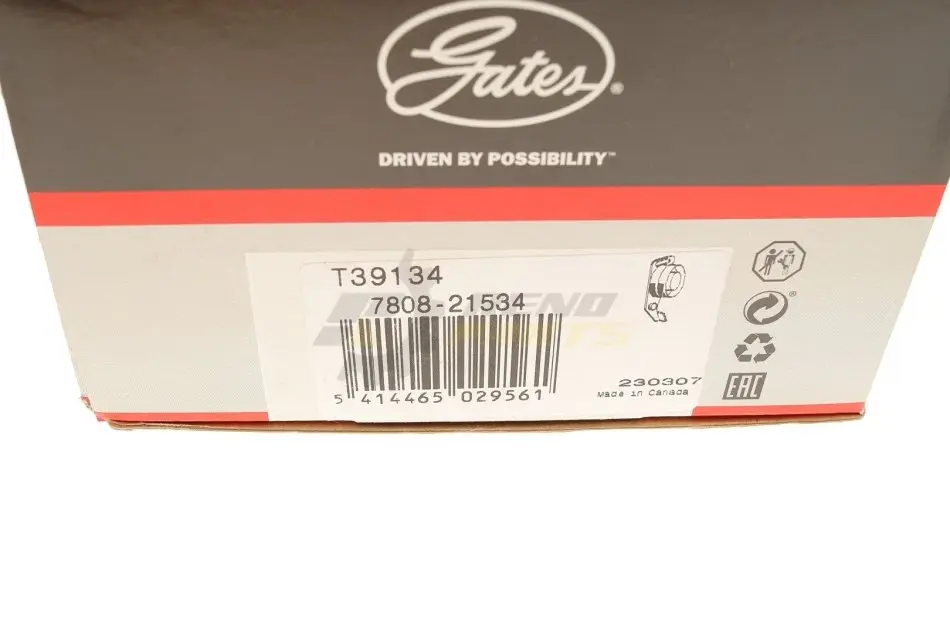 Gates®
DRIVEN BY POSSIBILITY™
T39134
7808-21534
5 414465 029561
230307
Made in Canada
EAC